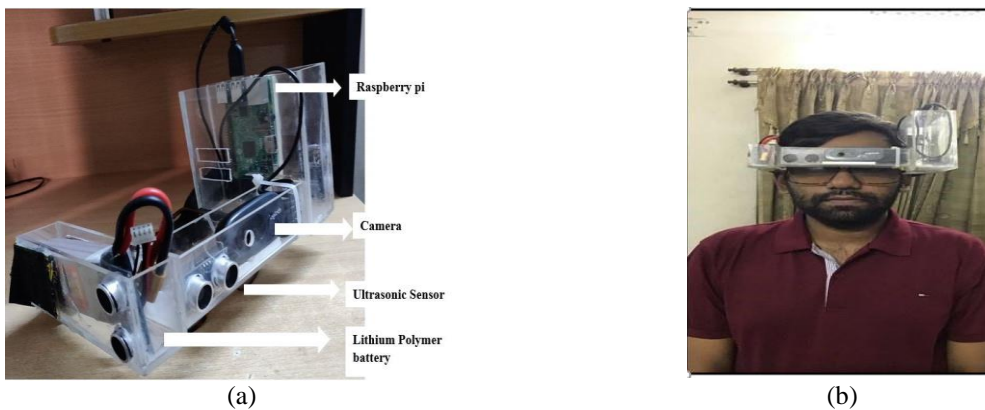 Raspberry pi
Camera
Ultrasonic Sensor
Lithium Polymer
battery
(a)
(b)